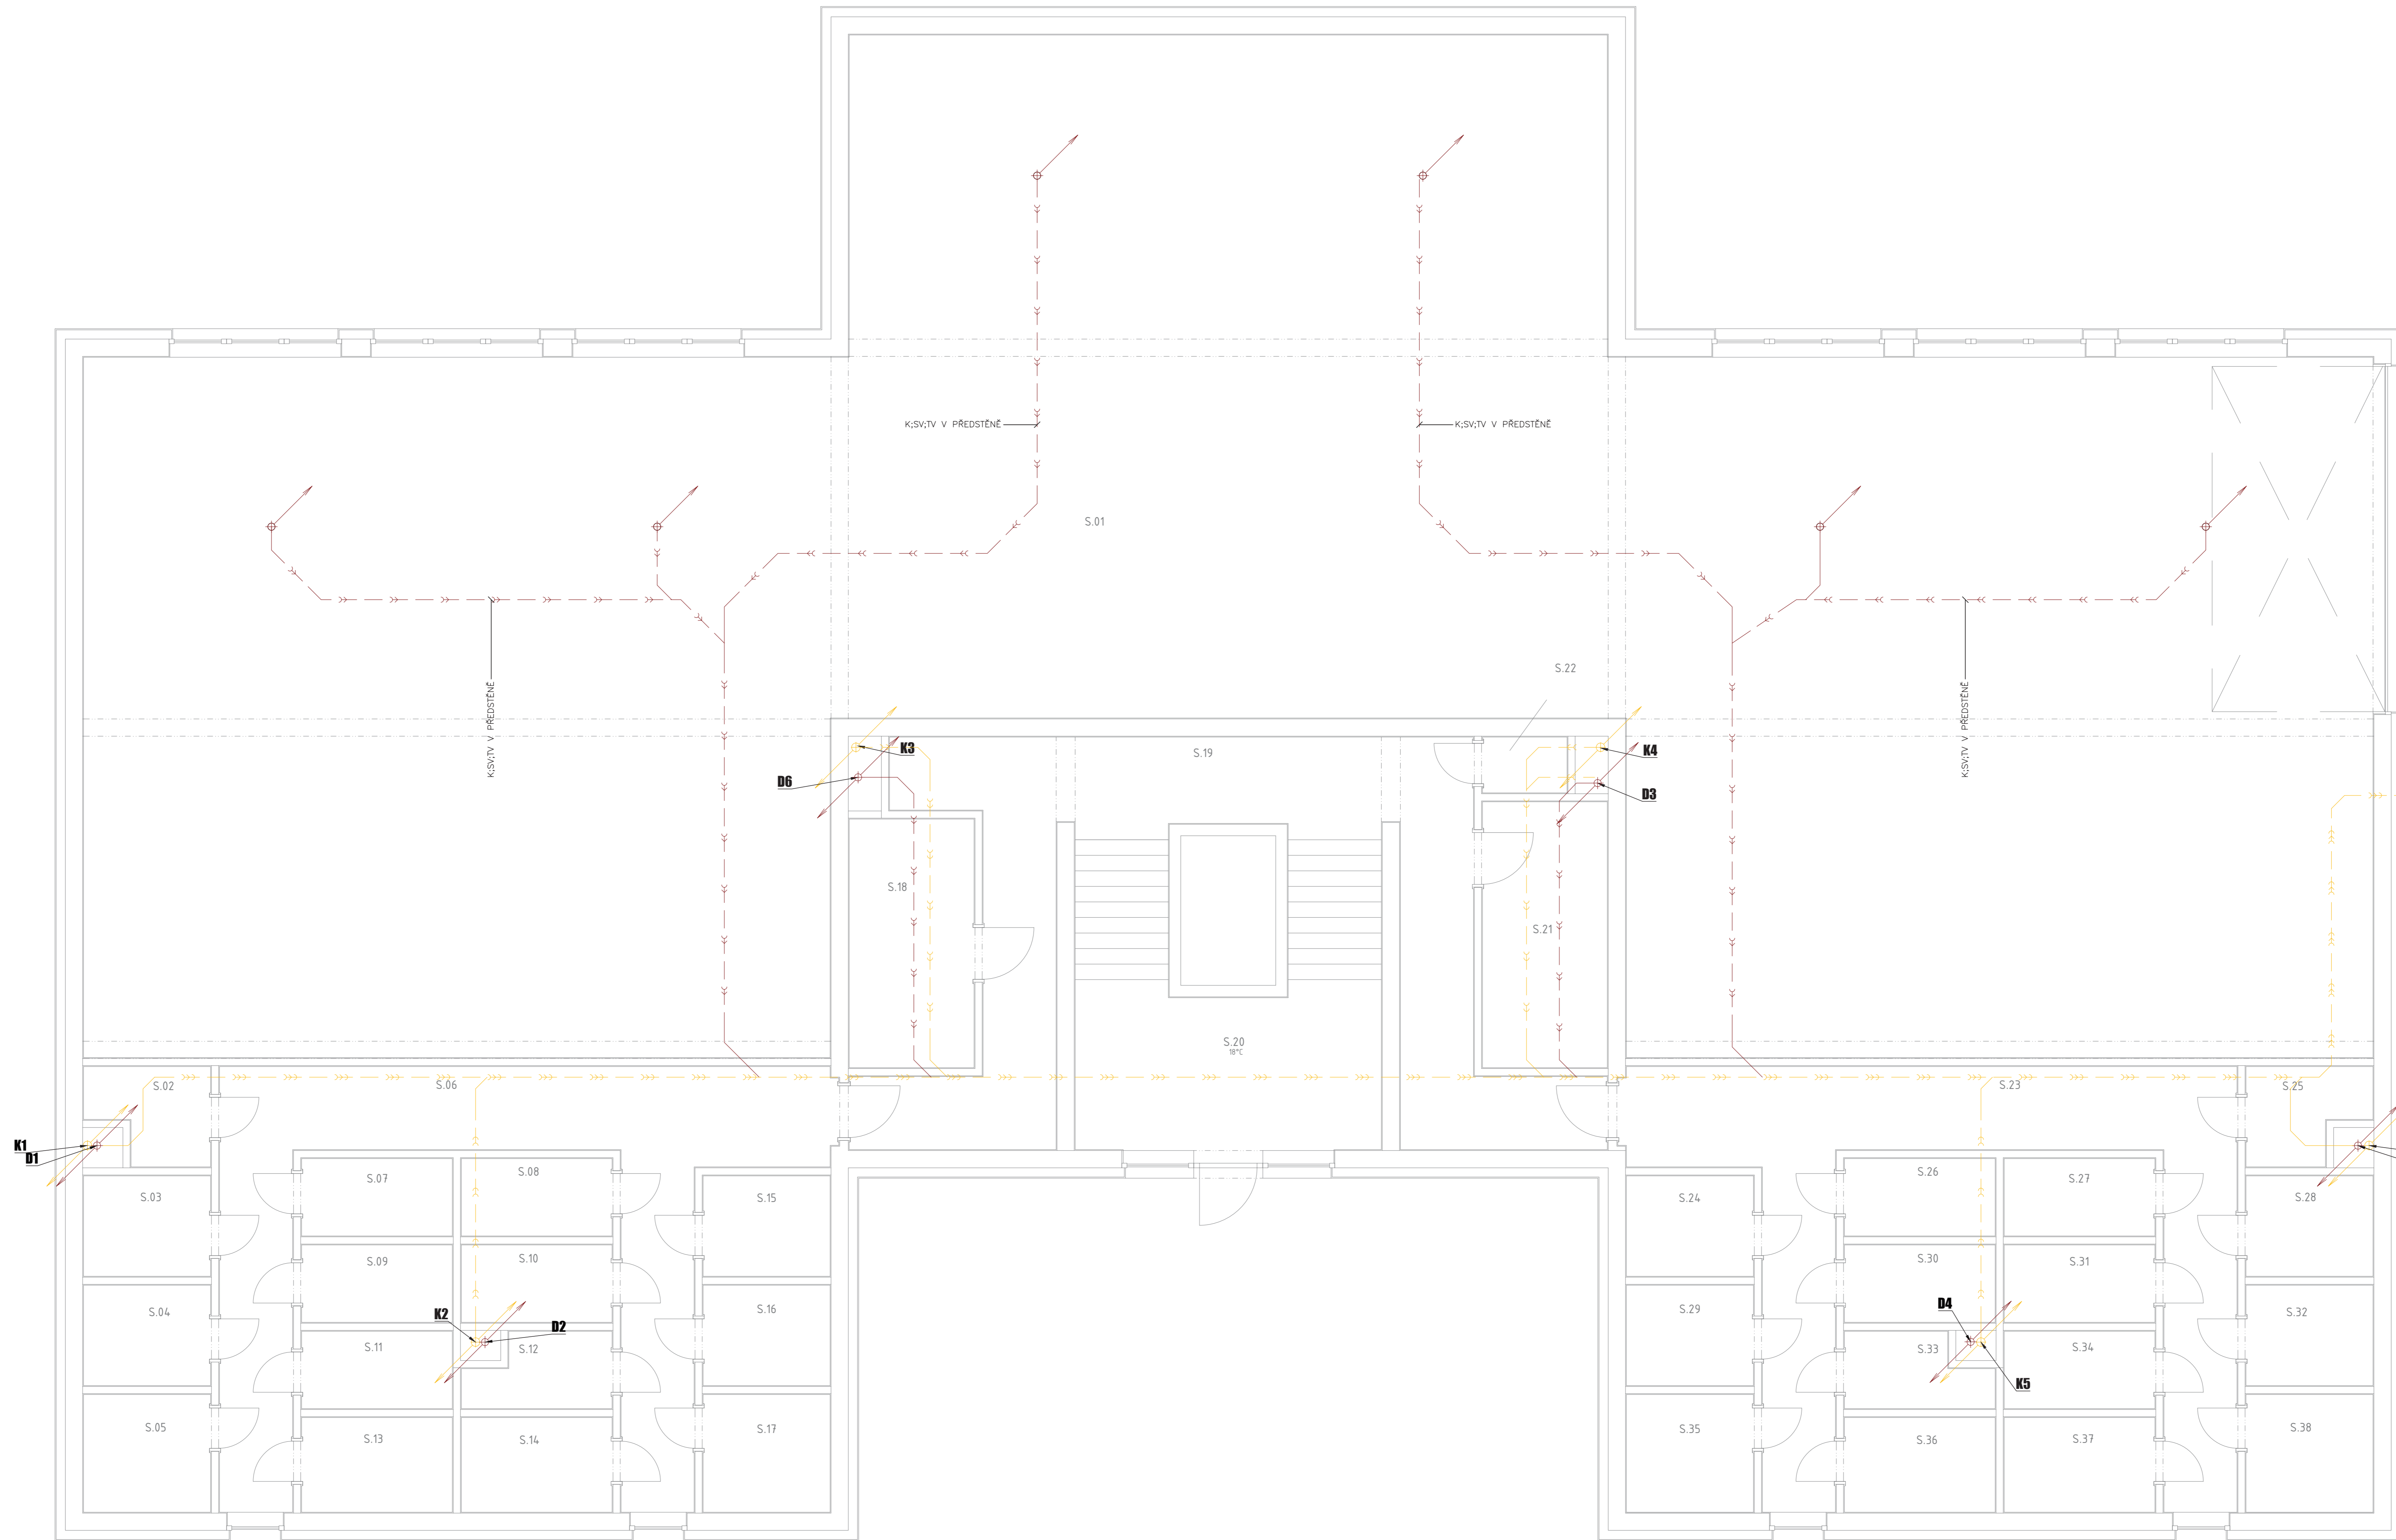 K;SV;TV V PŘEDSTĚNĚ
K;SV;TV V PŘEDSTĚNĚ
S.01
S.22
K;SV;TV V PŘEDSTĚNĚ
K;SV;TV V PŘEDSTĚNĚ
K3
S.19
K4
D6
D3
S.18
S.21
S.20
18°C
S.02
S.06
S.23
S.25
K1
D1
S.03
S.07
S.08
S.15
S.24
S.26
S.27
S.28
S.04
S.09
S.10
S.16
S.29
S.30
S.31
S.32
K2
D2
D4
S.11
S.12
S.33
S.34
K5
S.05
S.13
S.14
S.17
S.35
S.36
S.37
S.38